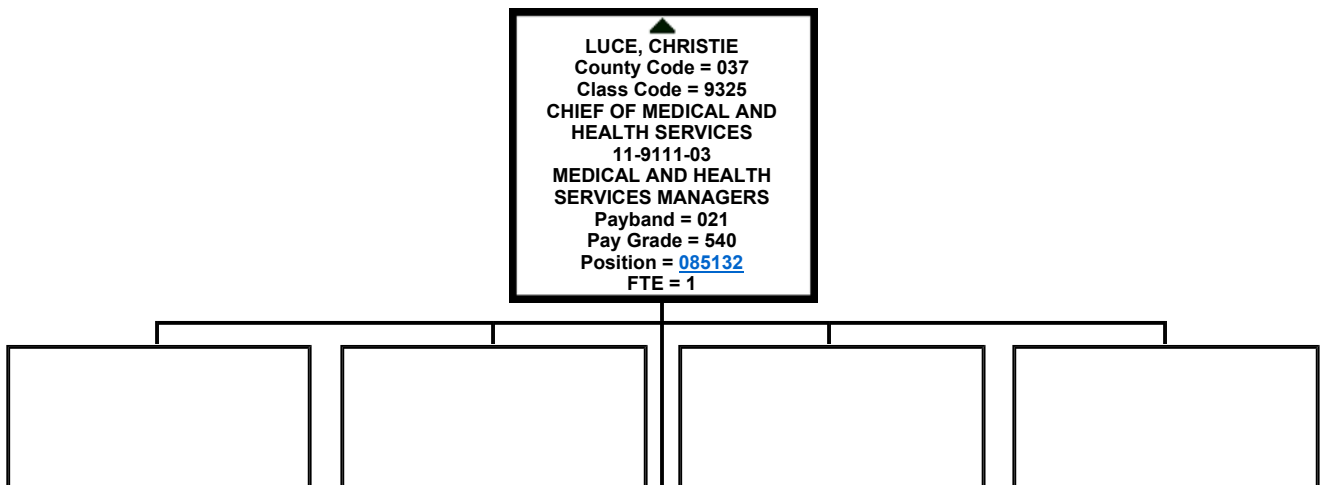 LUCE, CHRISTIE
County Code = 037
Class Code = 9325
CHIEF OF MEDICAL AND
HEALTH SERVICES
11-9111-03
MEDICAL AND HEALTH
SERVICES MANAGERS
Payband = 021
Pay Grade = 540
Position = 085132
FTE = 1